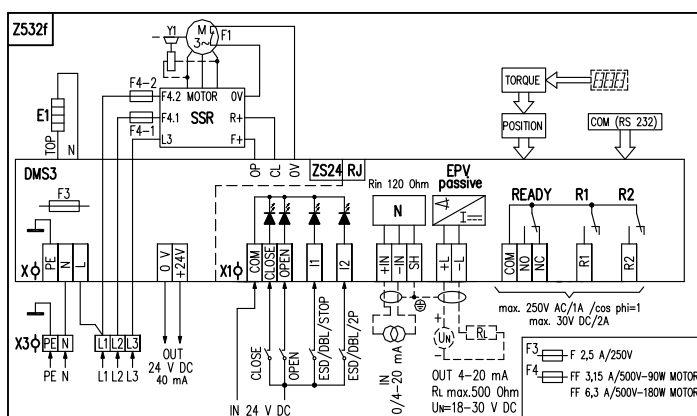 Z532f
Y1
M
3~
F1
F4-2
F4.2 MOTOR 0V
F4.1 SSR R+
F4-1
L3 F+
E1
TOP
N
OP
CL
OV
TORQUE
POSITION
COM (RS 232)
DMS3
F3
ZS24 RJ
Rin 120 Ohm
N
EPV
passive
I
READY
R1
R2
X
PE
N
L
0 V
+24V
X1
COM
CLOSE
OPEN
I1
I2
+IN
-IN
SH
+L
-L
COM
NO
NC
R1
R2
X3
PE N
L1 L2 L3
PE N
L1 L2 L3
OUT
24 V DC
40 mA
CLOSE
OPEN
ESD/DBL/STOP
ESD/DBL/2P
IN 24 V DC
IN
0/4-20 mA
+
UN
-
RL
OUT 4-20 mA
RL max.500 Ohm
UN=18-30 V DC
max. 250V AC/1A /cos phi=1
max. 30V DC/2A
F3 F 2,5 A/250V
F4 FF 3,15 A/500V-90W MOTOR
FF 6,3 A/500V-180W MOTOR